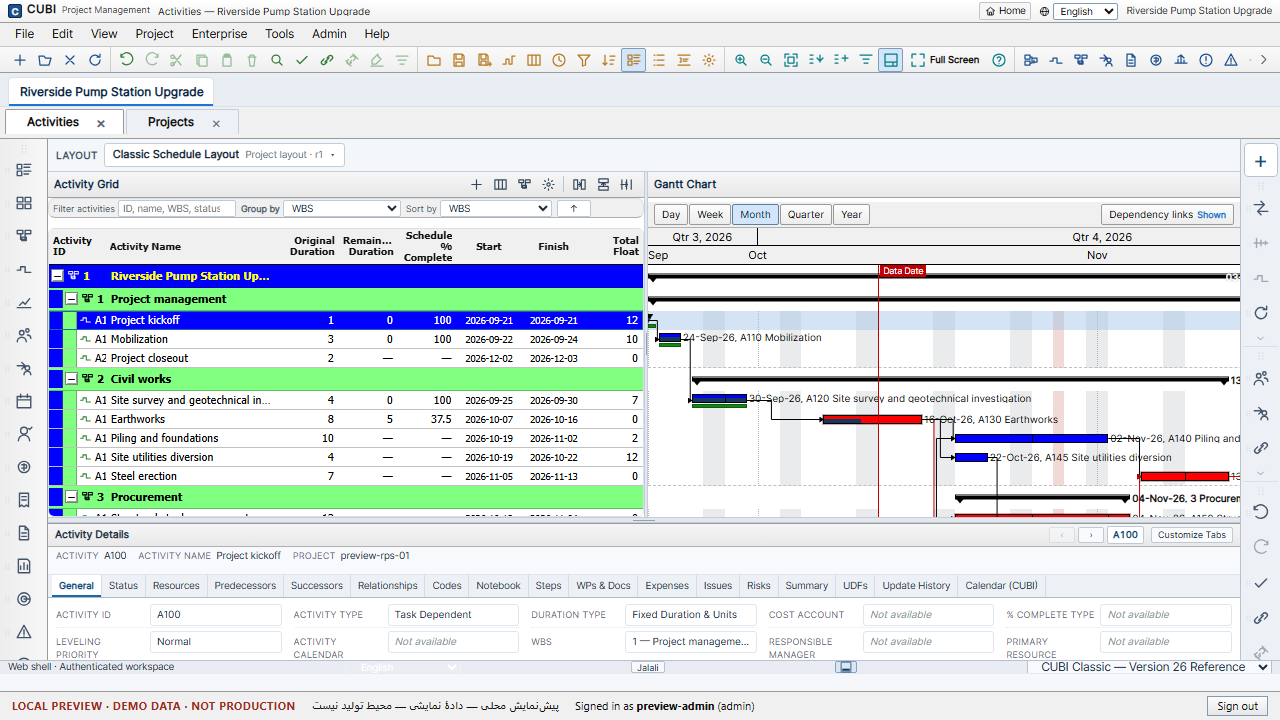 CUBI Project Management Activities — Riverside Pump Station Upgrade Home English Riverside Pump Station Upgrade
File Edit View Project Enterprise Tools Admin Help
Full Screen
Riverside Pump Station Upgrade
Activities Projects
LAYOUT Classic Schedule Layout Project layout · r1
Activity Grid
Filter activities ID, name, WBS, status Group by WBS Sort by WBS
Activity ID Activity Name Original Duration Remain... Duration Schedule % Complete Start Finish Total Float
1 Riverside Pump Station Up...
1 Project management
A1 Project kickoff 1 0 100 2026-09-21 2026-09-21 12
A1 Mobilization 3 0 100 2026-09-22 2026-09-24 10
A2 Project closeout 2 — — 2026-12-02 2026-12-03 0
2 Civil works
A1 Site survey and geotechnical in... 4 0 100 2026-09-25 2026-09-30 7
A1 Earthworks 8 5 37.5 2026-10-07 2026-10-16 0
A1 Piling and foundations 10 — — 2026-10-19 2026-11-02 2
A1 Site utilities diversion 4 — — 2026-10-19 2026-10-22 12
A1 Steel erection 7 — — 2026-11-05 2026-11-13 0
3 Procurement
Gantt Chart
Day Week Month Quarter Year Dependency links Shown
Qtr 3, 2026 Qtr 4, 2026
Sep Oct Nov
Data Date
24-Sep-26, A110 Mobilization
30-Sep-26, A120 Site survey and geotechnical investigation
16-Oct-26, A130 Earthworks
02-Nov-26, A140 Piling and
22-Oct-26, A145 Site utilities diversion
04-Nov-26, 3 Procurem
Activity Details
‹ › A100 Customize Tabs
ACTIVITY A100 ACTIVITY NAME Project kickoff PROJECT preview-rps-01
General Status Resources Predecessors Successors Relationships Codes Notebook Steps WPs & Docs Expenses Issues Risks Summary UDFs Update History Calendar (CUBI)
ACTIVITY ID A100 ACTIVITY TYPE Task Dependent DURATION TYPE Fixed Duration & Units COST ACCOUNT Not available % COMPLETE TYPE Not available
LEVELING PRIORITY Normal ACTIVITY CALENDAR Not available WBS 1 — Project manageme... RESPONSIBLE MANAGER Not available PRIMARY RESOURCE Not available
Web shell · Authenticated workspace English Jalali CUBI Classic — Version 26 Reference
LOCAL PREVIEW · DEMO DATA · NOT PRODUCTION پیش‌نمایش محلی — دادهٔ نمایشی — محیط تولید نیست Signed in as preview-admin (admin) Sign out